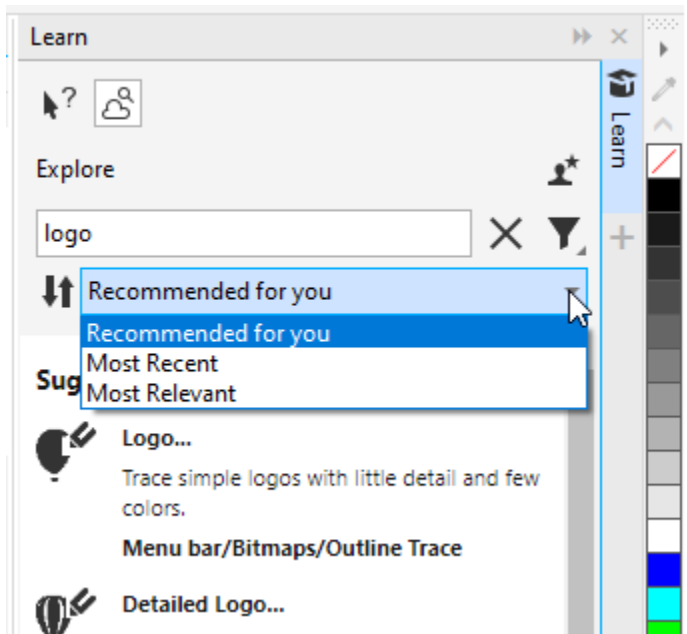 Learn
?
Learn
Explore
logo
Recommended for you
Recommended for you
Most Recent
Most Relevant
Sug
Logo...
Trace simple logos with little detail and few
colors.
Menu bar/Bitmaps/Outline Trace
Detailed Logo...